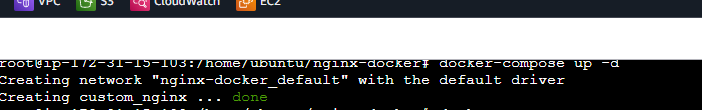 VPC S3 CloudWatch EC2
root@ip-172-31-15-103:/home/ubuntu/nginx-docker# docker-compose up -d
Creating network "nginx-docker_default" with the default driver
Creating custom_nginx ... done